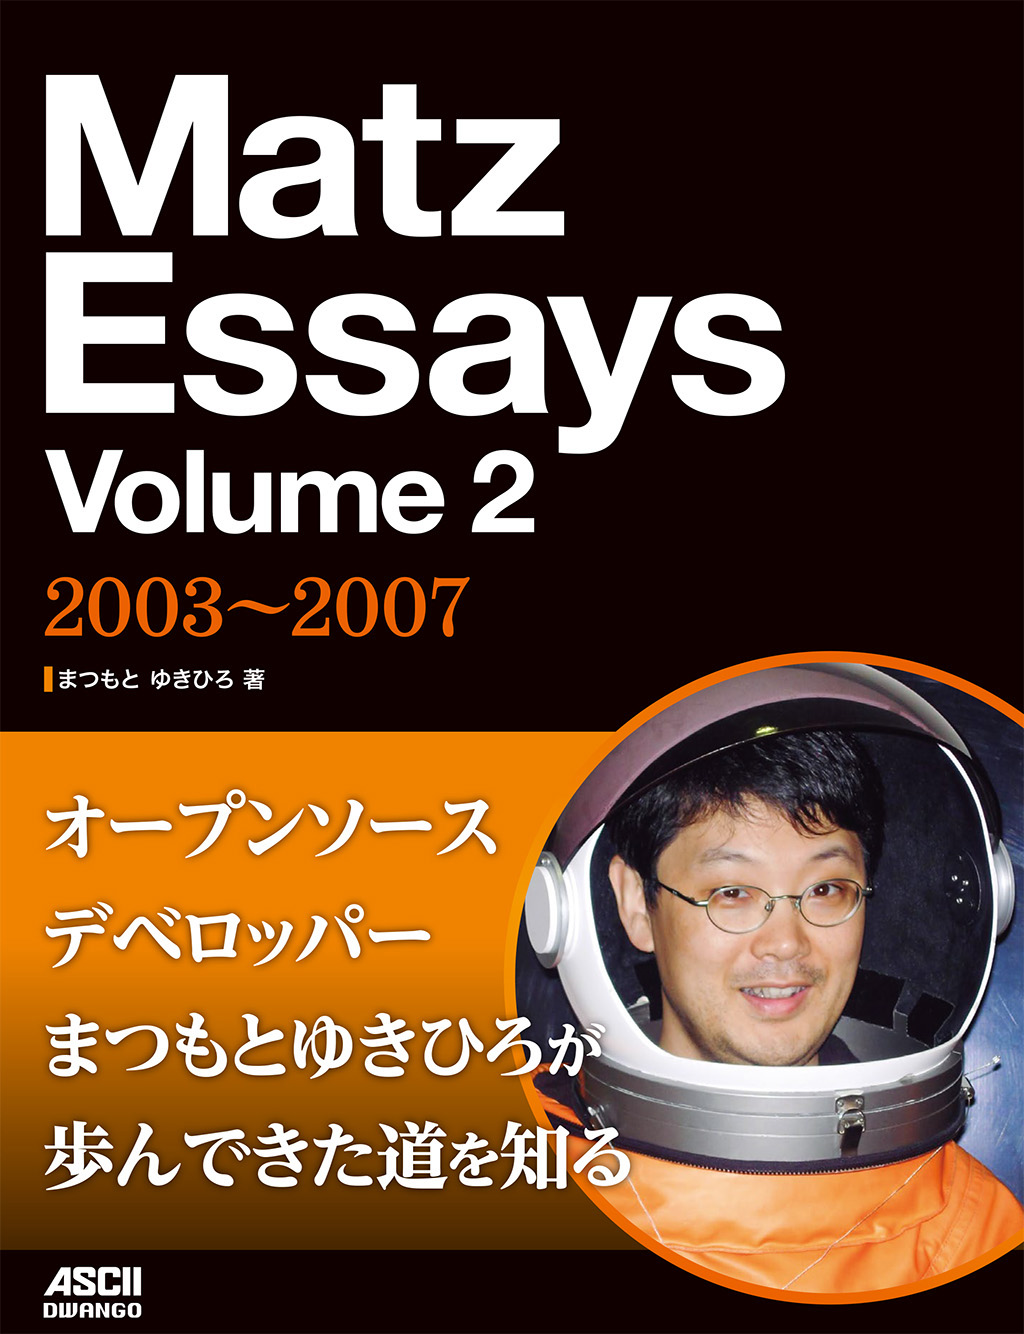 Matz
Essays
Volume 2
2003～2007
まつもと ゆきひろ 著
オープンソース
デベロッパー
まつもとゆきひろが
歩んできた道を知る
ASCII
DWANGO